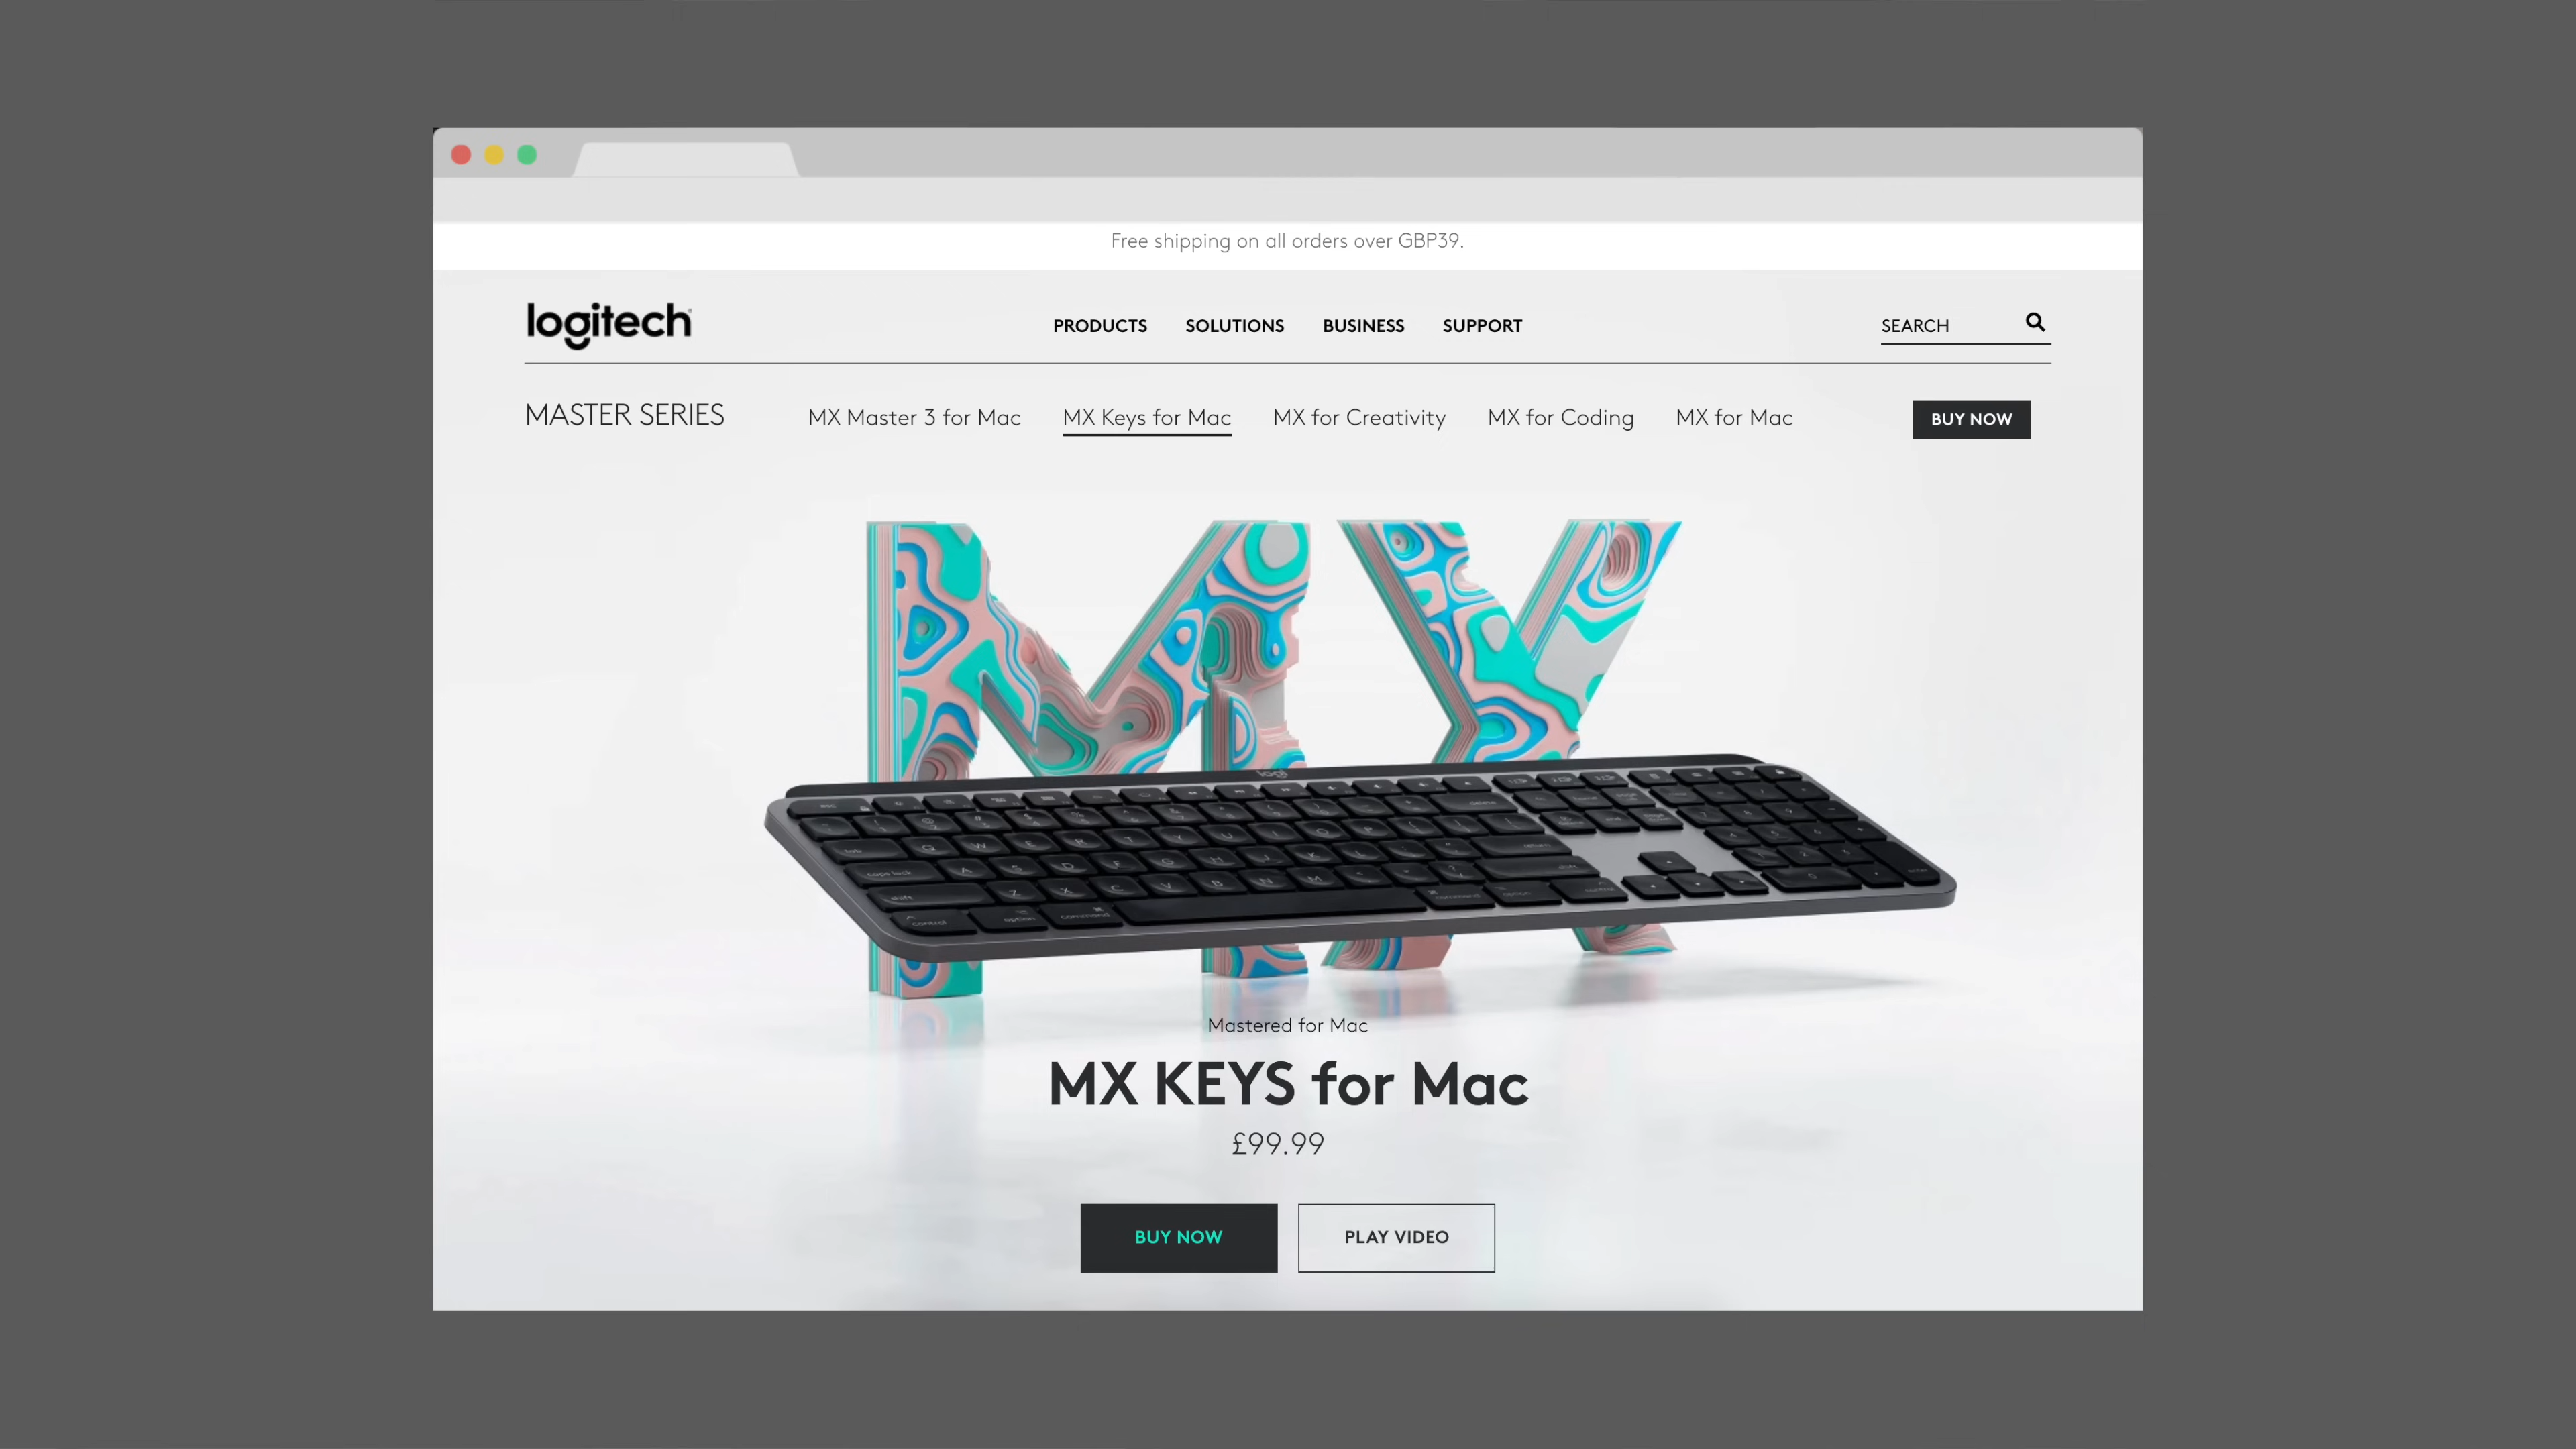 Free shipping on all orders over GBP39.
logitech
PRODUCTS SOLUTIONS BUSINESS SUPPORT
SEARCH
MASTER SERIES MX Master 3 for Mac MX Keys for Mac MX for Creativity MX for Coding MX for Mac BUY NOW
MX
logi
Mastered for Mac
MX KEYS for Mac
£99.99
BUY NOW PLAY VIDEO